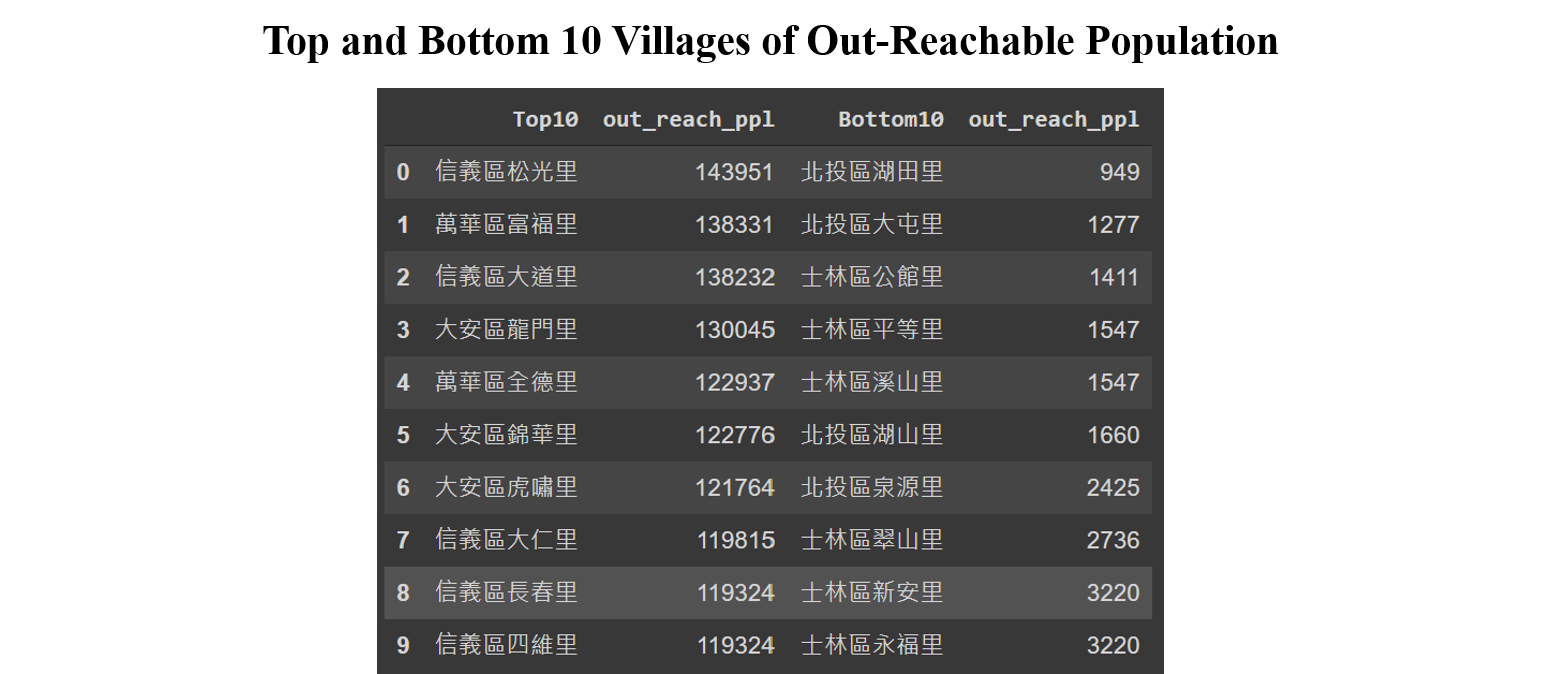 Top and Bottom 10 Villages of Out-Reachable Population
Top10 out_reach_ppl Bottom10 out_reach_ppl
0 信義區松光里 143951 北投區湖田里 949
1 萬華區富福里 138331 北投區大屯里 1277
2 信義區大道里 138232 士林區公館里 1411
3 大安區龍門里 130045 士林區平等里 1547
4 萬華區全德里 122937 士林區溪山里 1547
5 大安區錦華里 122776 北投區湖山里 1660
6 大安區虎嘯里 121764 北投區泉源里 2425
7 信義區大仁里 119815 士林區翠山里 2736
8 信義區長春里 119324 士林區新安里 3220
9 信義區四維里 119324 士林區永福里 3220